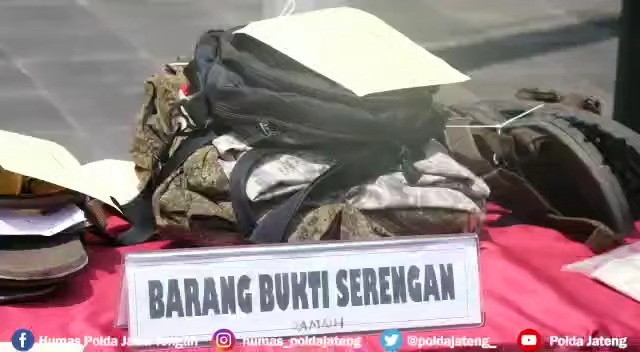 BARANG BUKTI SERENGAN
Humas Polda Jawa Tengah
humas_poldajateng
@poldajateng_
Polda Jateng